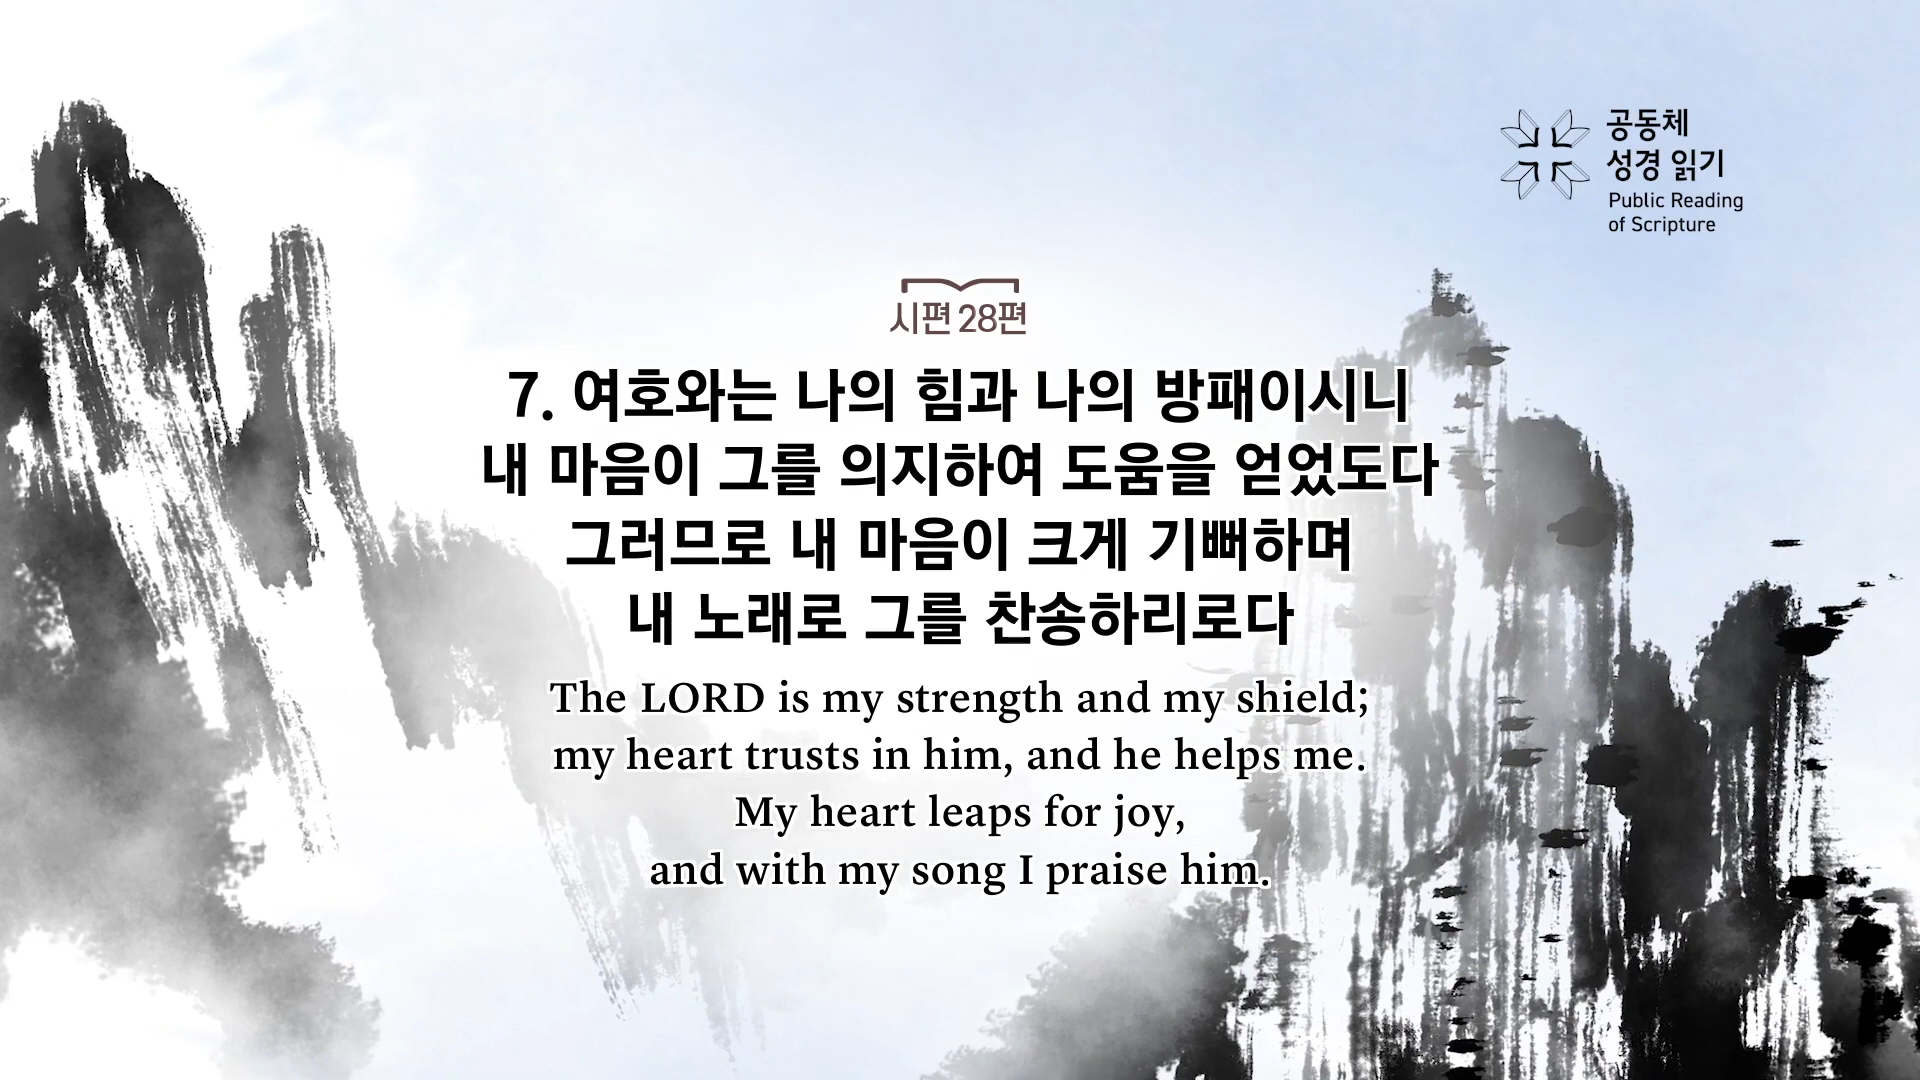 공동체
성경 읽기
Public Reading
of Scripture
시편 28편
7. 여호와는 나의 힘과 나의 방패이시니
내 마음이 그를 의지하여 도움을 얻었도다
그러므로 내 마음이 크게 기뻐하며
내 노래로 그를 찬송하리로다
The LORD is my strength and my shield;
my heart trusts in him, and he helps me.
My heart leaps for joy,
and with my song I praise him.